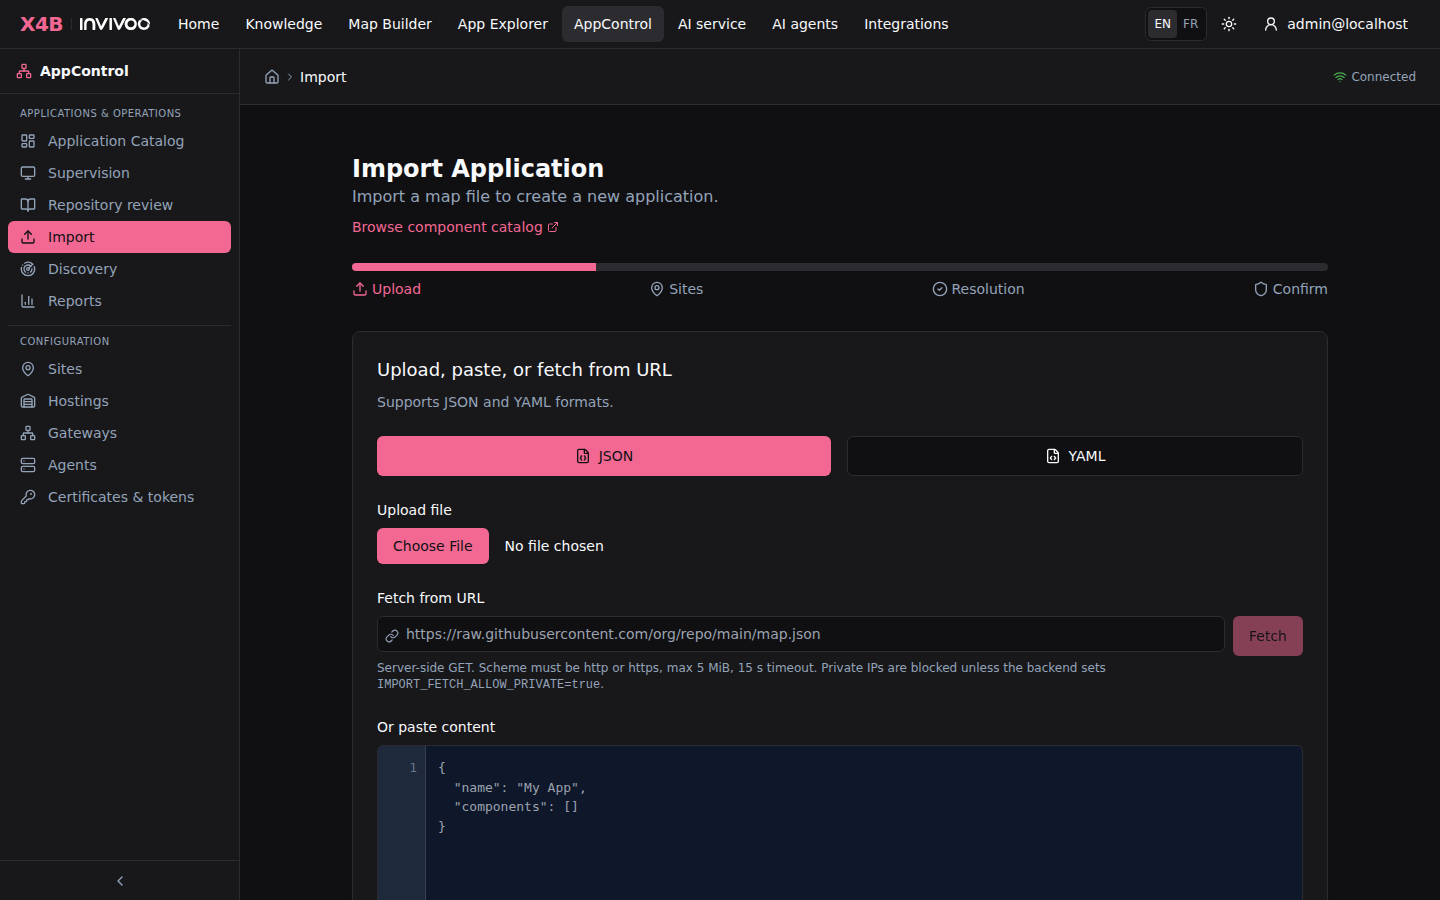 X4B INVIVOO Home Knowledge Map Builder App Explorer AppControl AI service AI agents Integrations EN FR admin@localhost
AppControl
Import
Connected
APPLICATIONS & OPERATIONS
Application Catalog
Supervision
Repository review
Import
Discovery
Reports
CONFIGURATION
Sites
Hostings
Gateways
Agents
Certificates & tokens
Import Application
Import a map file to create a new application.
Browse component catalog
Upload Sites Resolution Confirm
Upload, paste, or fetch from URL
Supports JSON and YAML formats.
JSON YAML
Upload file
Choose File No file chosen
Fetch from URL
https://raw.githubusercontent.com/org/repo/main/map.json Fetch
Server-side GET. Scheme must be http or https, max 5 MiB, 15 s timeout. Private IPs are blocked unless the backend sets
IMPORT_FETCH_ALLOW_PRIVATE=true.
Or paste content
1 {
"name": "My App",
"components": []
}